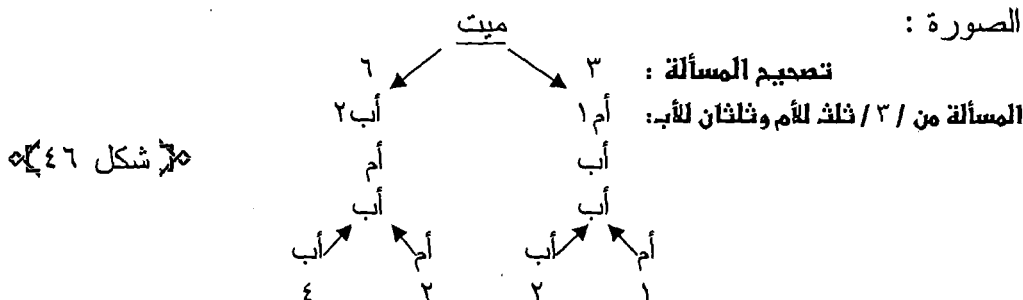 الصورة :
ميت
تصحيح المسألة : ٣ ٦
المسألة من / ٣ / ثلث للأم وثلثان للأب: أم١ أب٢
أب أم
﴿ شكل ٤٦ ﴾
أب أب
أم أب أم أب
١ ٢ ٢ ٤